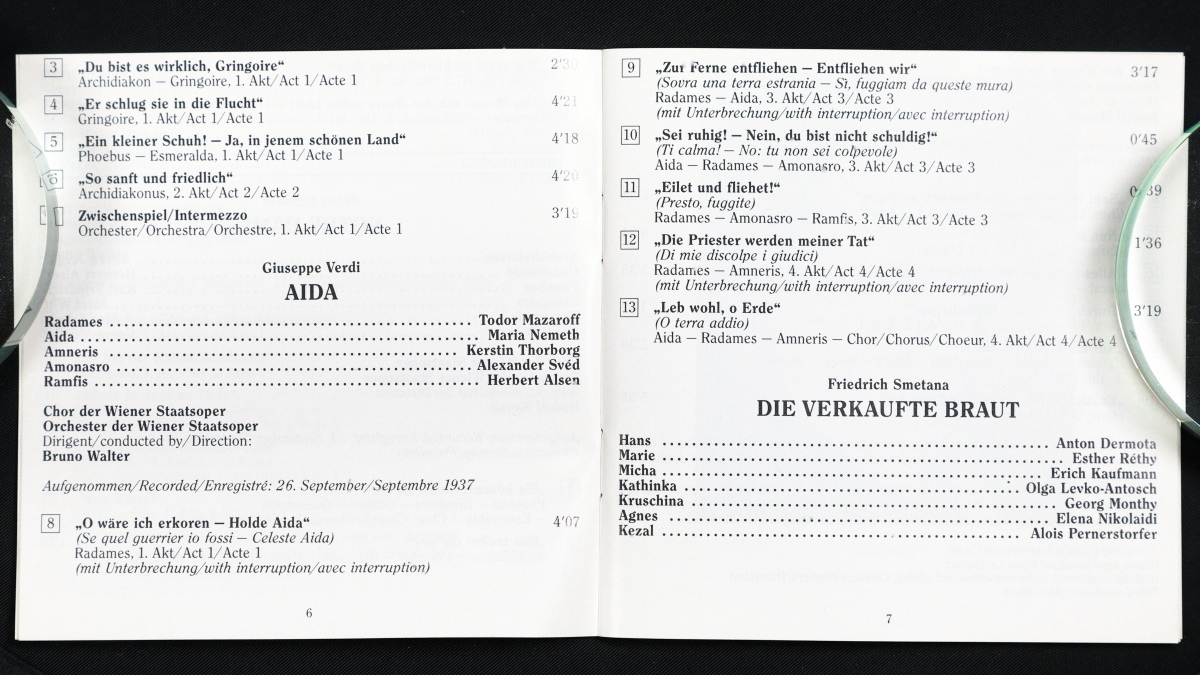 3 „Du bist es wirklich, Gringoire“ 2'30
Archidiakon – Gringoire, 1. Akt/Act 1/Acte 1
4 „Er schlug sie in die Flucht“ 4'21
Gringoire, 1. Akt/Act 1/Acte 1
5 „Ein kleiner Schuh! – Ja, in jenem schönen Land“ 4'18
Phoebus – Esmeralda, 1. Akt/Act 1/Acte 1
6 „So sanft und friedlich“ 4'20
Archidiakonus, 2. Akt/Act 2/Acte 2
Zwischenspiel/Intermezzo 3'19
Orchester/Orchestra/Orchestre, 1. Akt/Act 1/Acte 1
Giuseppe Verdi
AIDA
Radames Todor Mazaroff
Aida Maria Nemeth
Amneris Kerstin Thorborg
Amonasro Alexander Svéd
Ramfis Herbert Alsen
Chor der Wiener Staatsoper
Orchester der Wiener Staatsoper
Dirigent/conducted by/Direction:
Bruno Walter
Aufgenommen/Recorded/Enregistré: 26. September/Septembre 1937
8 „O wäre ich erkoren – Holde Aida“ 4'07
(Se quel guerrier io fossi – Celeste Aida)
Radames, 1. Akt/Act 1/Acte 1
(mit Unterbrechung/with interruption/avec interruption)
6
9 „Zur Ferne entfliehen – Entfliehen wir“ 3'17
(Sovra una terra estrania – Sì, fuggiam da queste mura)
Radames – Aida, 3. Akt/Act 3/Acte 3
(mit Unterbrechung/with interruption/avec interruption)
10 „Sei ruhig! – Nein, du bist nicht schuldig!“ 0'45
(Ti calma! – No: tu non sei colpevole)
Aida – Radames – Amonasro, 3. Akt/Act 3/Acte 3
11 „Eilet und fliehet!“ 0'39
(Presto, fuggite)
Radames – Amonasro – Ramfis, 3. Akt/Act 3/Acte 3
12 „Die Priester werden meiner Tat“ 1'36
(Di mie discolpe i giudici)
Radames – Amneris, 4. Akt/Act 4/Acte 4
(mit Unterbrechung/with interruption/avec interruption)
13 „Leb wohl, o Erde“ 3'19
(O terra addio)
Aida – Radames – Amneris – Chor/Chorus/Choeur, 4. Akt/Act 4/Acte 4
Friedrich Smetana
DIE VERKAUFTE BRAUT
Hans Anton Dermota
Marie Esther Réthy
Micha Erich Kaufmann
Kathinka Olga Levko-Antosch
Kruschina Georg Monthy
Agnes Elena Nikolaidi
Kezal Alois Pernerstorfer
7